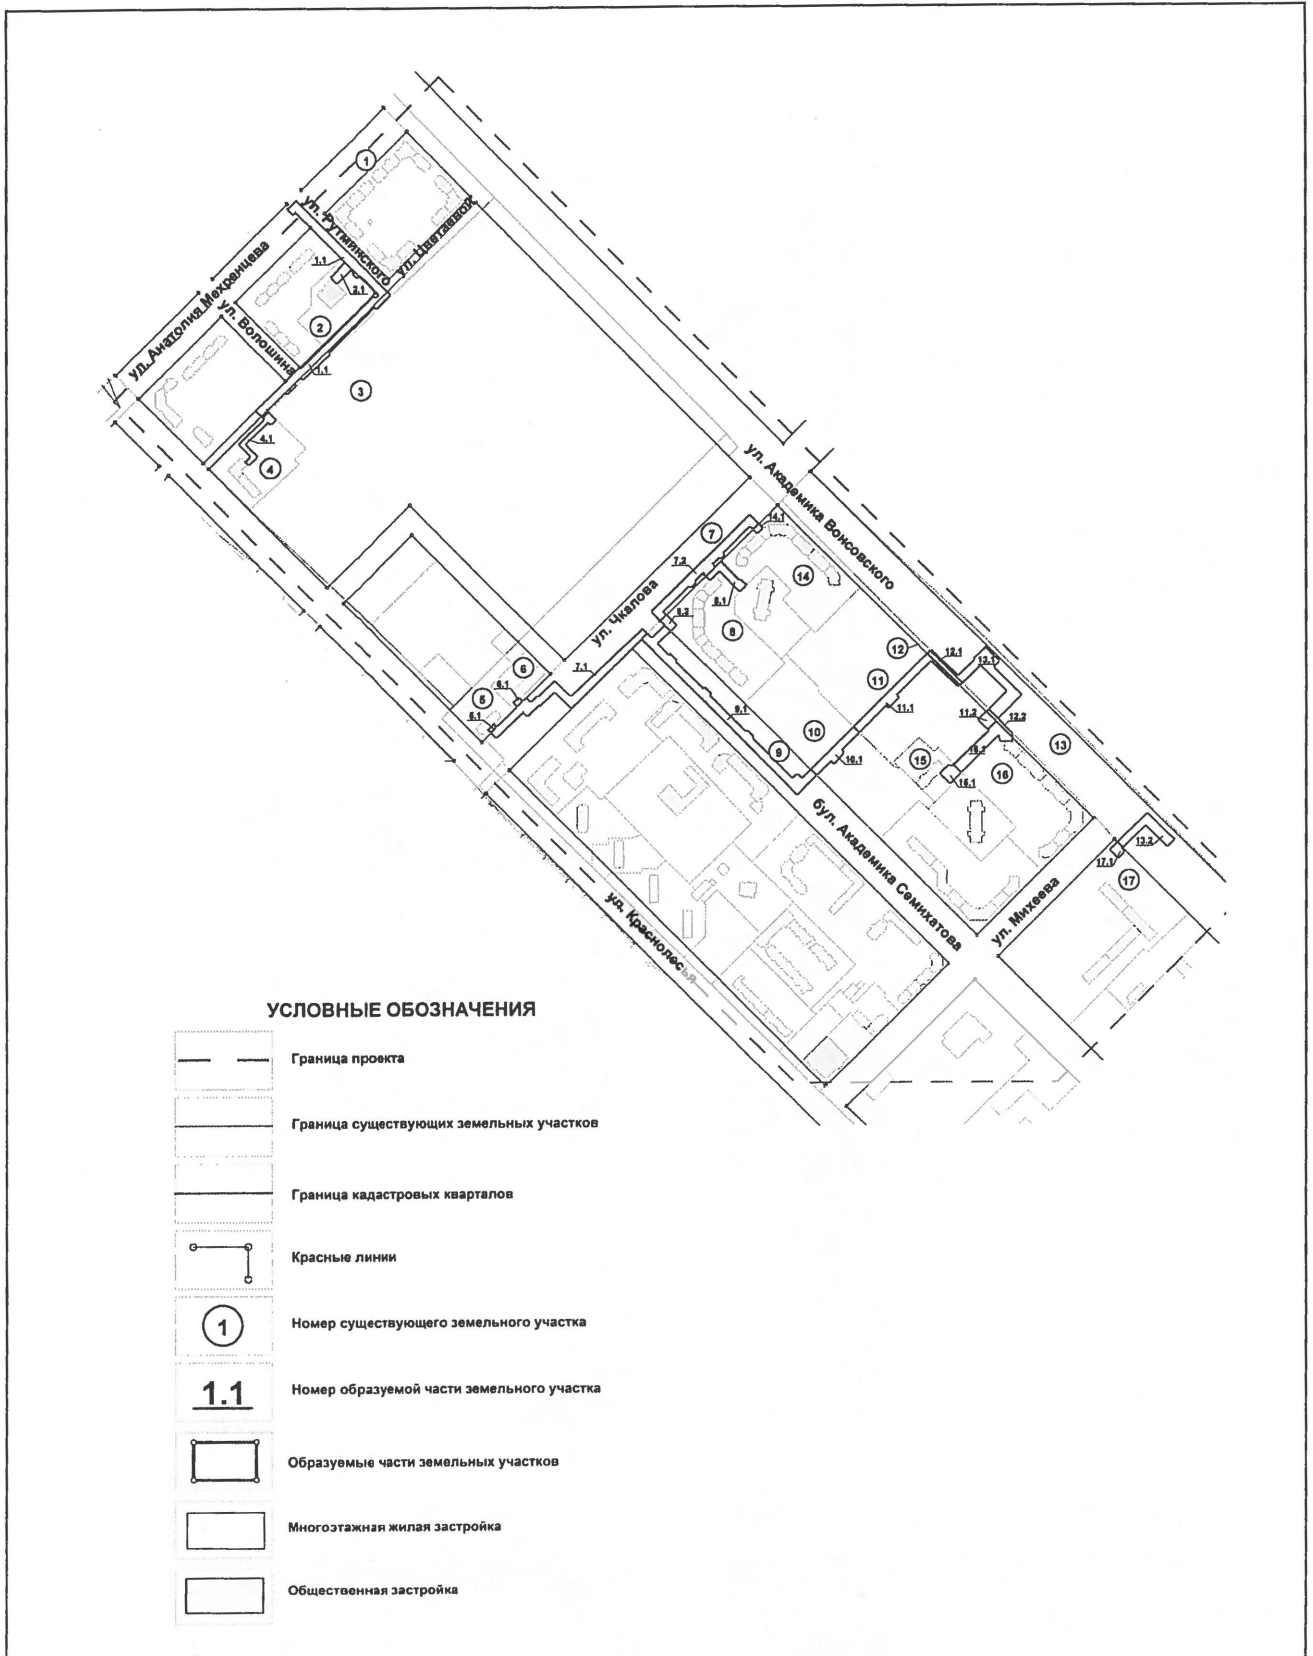 1
ул. Рутминского
ул. Цветаевой
ул. Анатолия Мехренцева
1.1
2.1
ул. Волошина
2
1.1
3
4.1
4
ул. Академика Вонсовского
14.1
7
7.2
14
8.1
8.2
8
ул. Чкалова
12
12.1
13.1
6
7.1
11
6.1
5
11.1
11.2
12.2
5.1
9.1
10
13
9
10.1
15
16
15.1
13.2
17.1
17
бул. Академика Семихатова
ул. Михеева
ул. Краснолесья
УСЛОВНЫЕ ОБОЗНАЧЕНИЯ
Граница проекта
Граница существующих земельных участков
Граница кадастровых кварталов
Красные линии
1
Номер существующего земельного участка
1.1
Номер образуемой части земельного участка
Образуемые части земельных участков
Многоэтажная жилая застройка
Общественная застройка